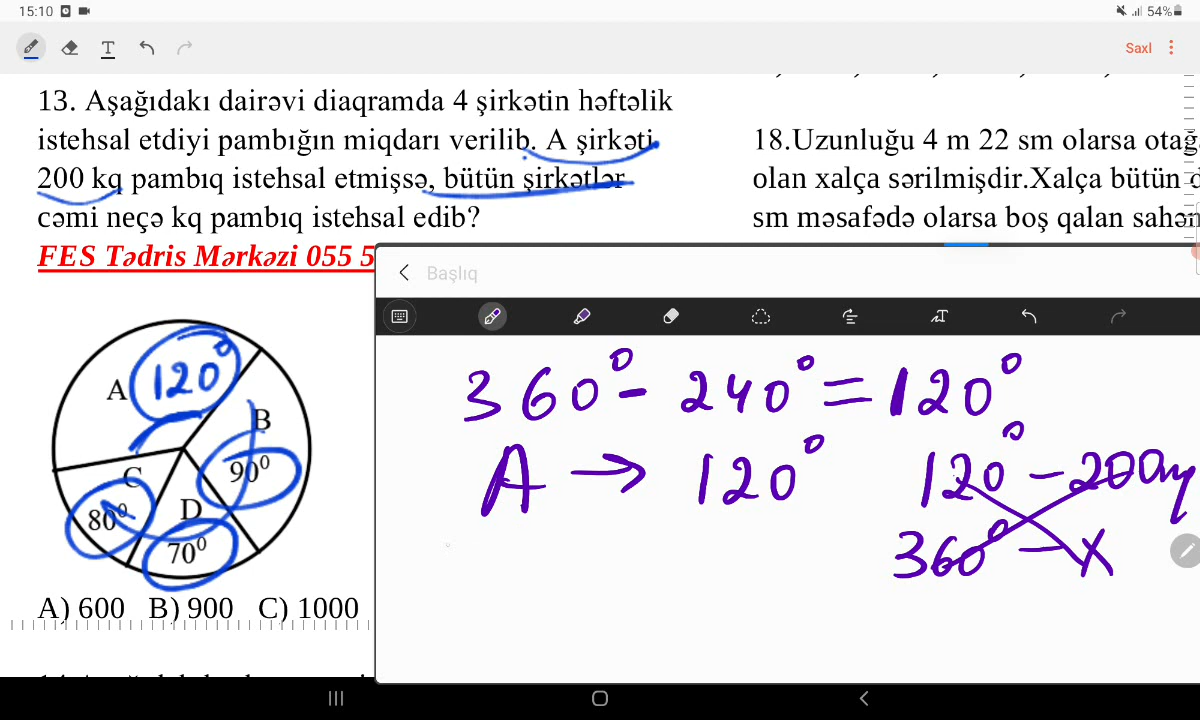 15:10
54%
T
Saxl
13. Aşağıdakı dairəvi diaqramda 4 şirkətin həftəlik
istehsal etdiyi pambığın miqdarı verilib. A şirkəti
200 kq pambıq istehsal etmişsə, bütün şirkətlər
cəmi neçə kq pambıq istehsal edib?
FES Tədris Mərkəzi 055 5
A 120°
B
90°
C
80°
D
70°
A) 600 B) 900 C) 1000
18.Uzunluğu 4 m 22 sm olarsa otağ
olan xalça sərilmişdir.Xalça bütün
sm məsafədə olarsa boş qalan sahən
Başlıq
360° - 240° = 120°
A → 120°
120° - 200
360° - X